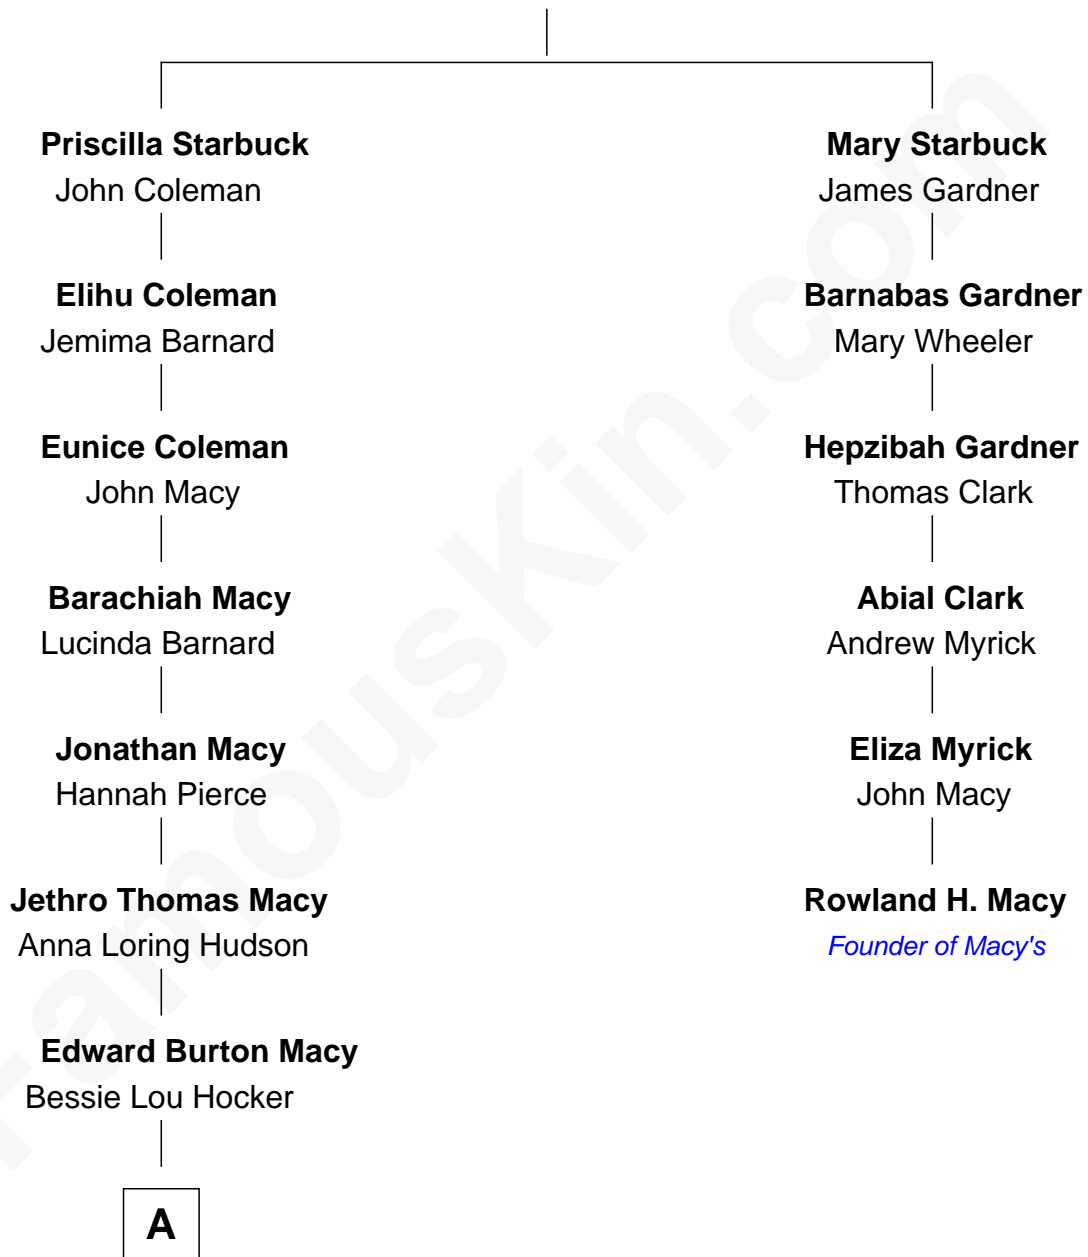 Priscilla Starbuck
John Coleman
Elihu Coleman
Jemima Barnard
Eunice Coleman
John Macy
Barachiah Macy
Lucinda Barnard
Jonathan Macy
Hannah Pierce
Jethro Thomas Macy
Anna Loring Hudson
Edward Burton Macy
Bessie Lou Hocker
A
Mary Starbuck
James Gardner
Barnabas Gardner
Mary Wheeler
Hepzibah Gardner
Thomas Clark
Abial Clark
Andrew Myrick
Eliza Myrick
John Macy
Rowland H. Macy
Founder of Macy's
FamousKin.com